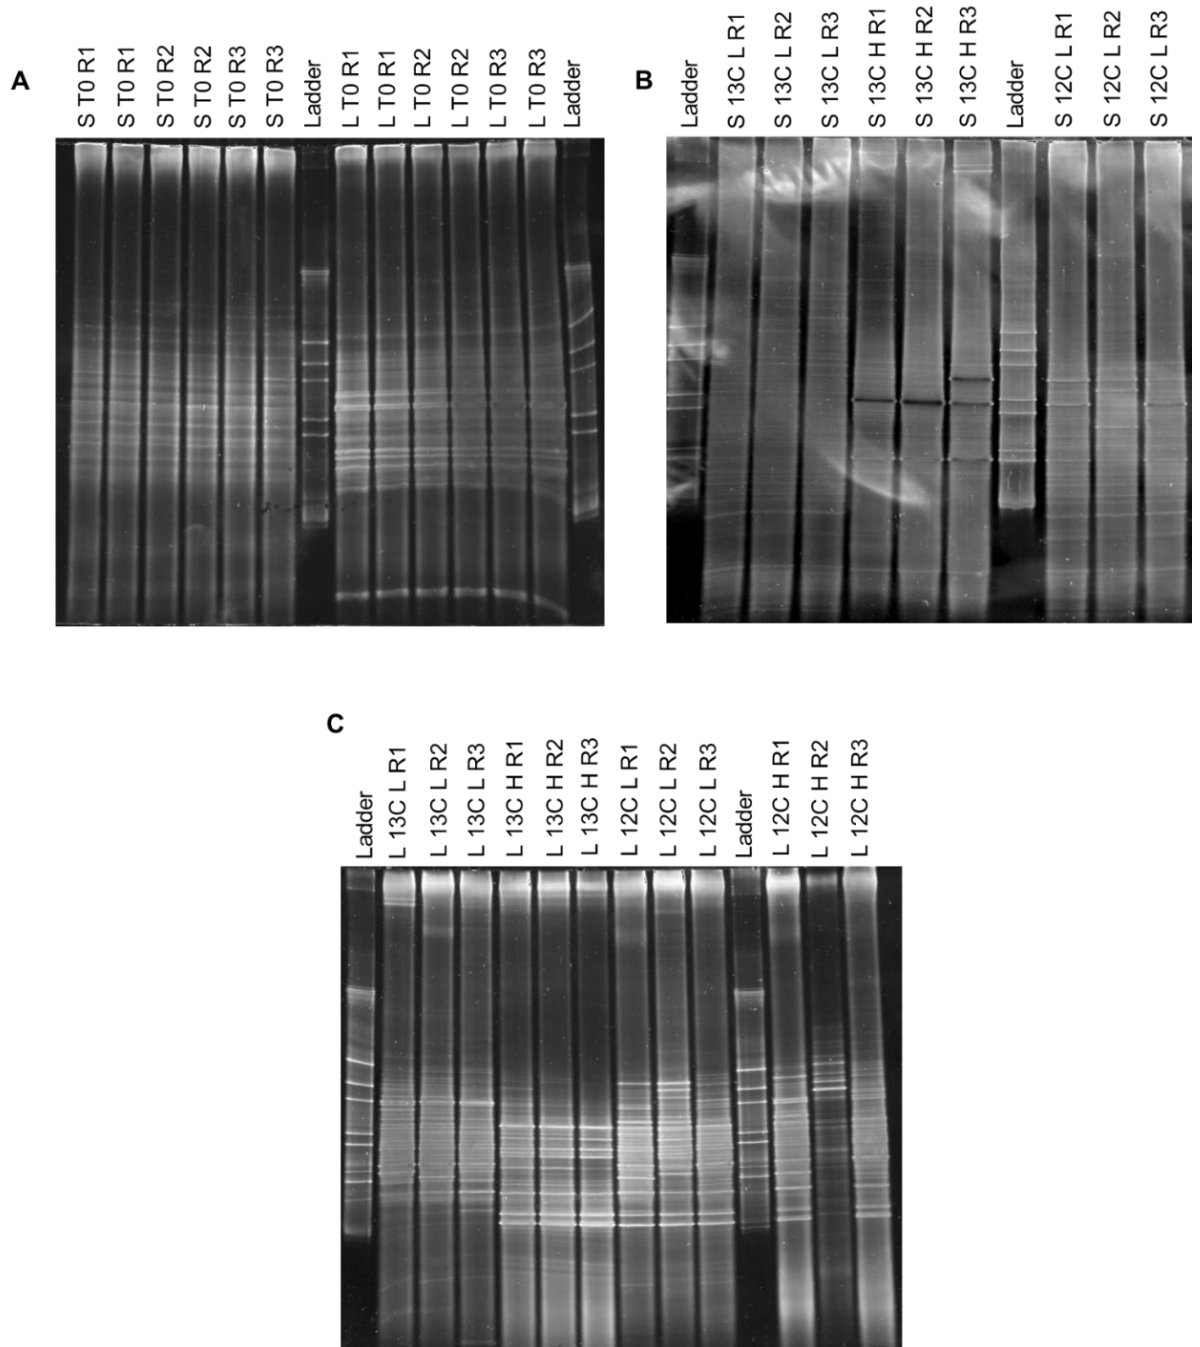 A
S T0 R1
S T0 R1
S T0 R2
S T0 R2
S T0 R3
S T0 R3
Ladder
L T0 R1
L T0 R1
L T0 R2
L T0 R2
L T0 R3
L T0 R3
Ladder
B
Ladder
S 13C L R1
S 13C L R2
S 13C L R3
S 13C H R1
S 13C H R2
S 13C H R3
Ladder
S 12C L R1
S 12C L R2
S 12C L R3
C
Ladder
L 13C L R1
L 13C L R2
L 13C L R3
L 13C H R1
L 13C H R2
L 13C H R3
L 12C L R1
L 12C L R2
L 12C L R3
Ladder
L 12C H R1
L 12C H R2
L 12C H R3